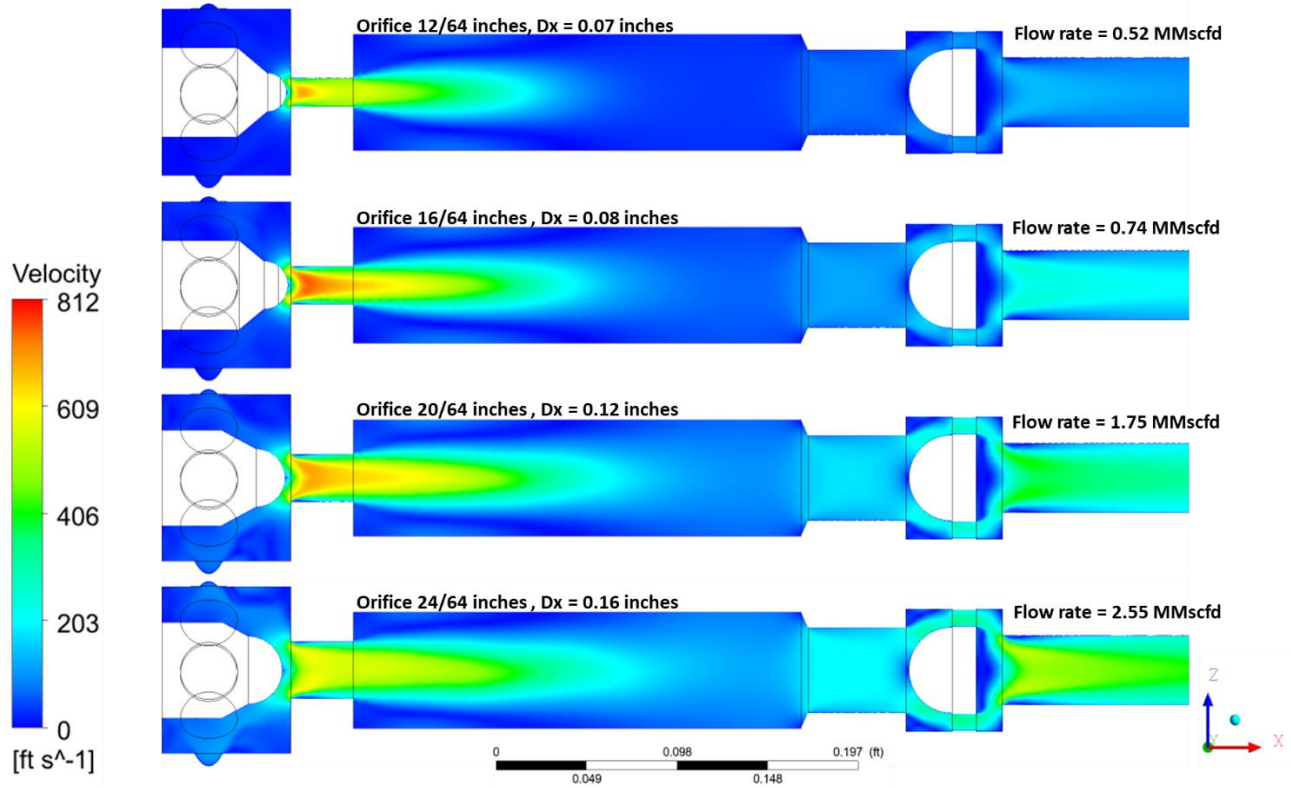 Orifice 12/64 inches, Dx = 0.07 inches
Flow rate = 0.52 MMscfd
Orifice 16/64 inches , Dx = 0.08 inches
Flow rate = 0.74 MMscfd
Velocity
812
609
406
203
0
[ft s^-1]
Orifice 20/64 inches , Dx = 0.12 inches
Flow rate = 1.75 MMscfd
Orifice 24/64 inches , Dx = 0.16 inches
Flow rate = 2.55 MMscfd
0 0.098 0.197 (ft)
0.049 0.148
Z
Y X